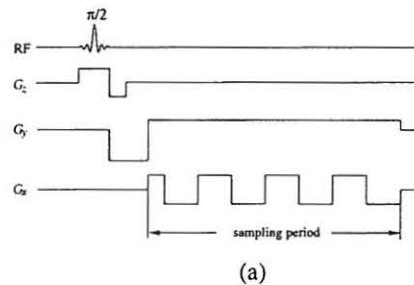 π/2
RF
G_z
G_y
G_x
sampling period
(a)